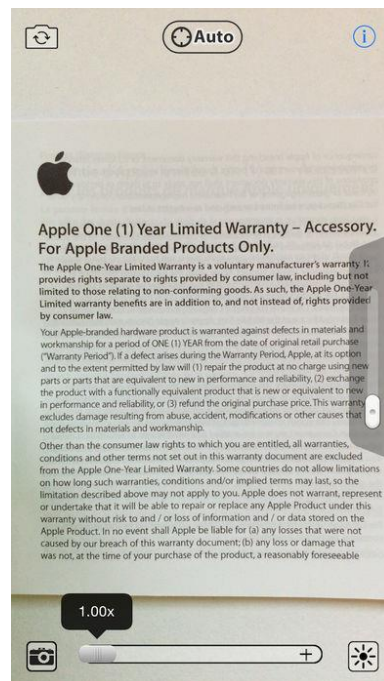 Auto
i
Apple One (1) Year Limited Warranty – Accessory.
For Apple Branded Products Only.
The Apple One-Year Limited Warranty is a voluntary manufacturer's warranty. It
provides rights separate to rights provided by consumer law, including but not
limited to those relating to non-conforming goods. As such, the Apple One-Year
Limited warranty benefits are in addition to, and not instead of, rights provided
by consumer law.
Your Apple-branded hardware product is warranted against defects in materials and
workmanship for a period of ONE (1) YEAR from the date of original retail purchase
("Warranty Period"). If a defect arises during the Warranty Period, Apple, at its option
and to the extent permitted by law will (1) repair the product at no charge using new
parts or parts that are equivalent to new in performance and reliability, (2) exchange
the product with a functionally equivalent product that is new or equivalent to new
in performance and reliability, or (3) refund the original purchase price. This warranty
excludes damage resulting from abuse, accident, modifications or other causes that
not defects in materials and workmanship.
Other than the consumer law rights to which you are entitled, all warranties,
conditions and other terms not set out in this warranty document are excluded
from the Apple One-Year Limited Warranty. Some countries do not allow limitations
on how long such warranties, conditions and/or implied terms may last, so the
limitation described above may not apply to you. Apple does not warrant, represent
or undertake that it will be able to repair or replace any Apple Product under this
warranty without risk to and / or loss of information and / or data stored on the
Apple Product. In no event shall Apple be liable for (a) any losses that were not
caused by our breach of this warranty document; (b) any loss or damage that
was not, at the time of your purchase of the product, a reasonably foreseeable
1.00x
+